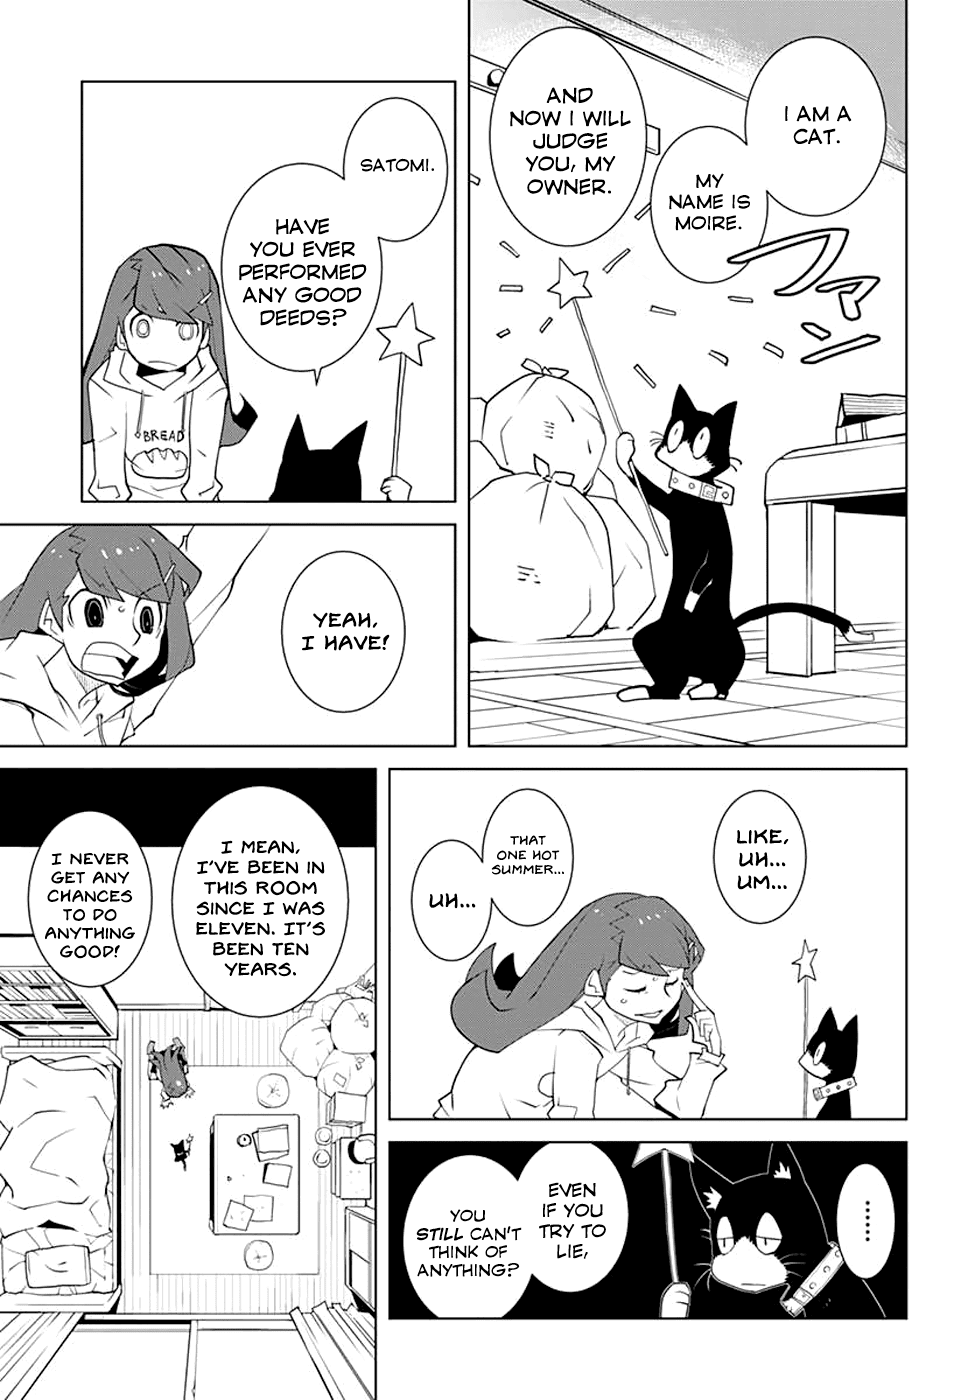 I AM A
CAT.
MY
NAME IS
MOIRE.
AND
NOW I WILL
JUDGE
YOU, MY
OWNER.
ファマン
SATOMI.
HAVE
YOU EVER
PERFORMED
ANY GOOD
DEEDS?
BREAD
YEAH,
I HAVE!
LIKE,
UH...
UM...
THAT
ONE HOT
SUMMER...
UH...
.......
EVEN
IF YOU
TRY TO
LIE,
YOU
STILL CAN'T
THINK OF
ANYTHING?
I MEAN,
I'VE BEEN IN
THIS ROOM
SINCE I WAS
ELEVEN. IT'S
BEEN TEN
YEARS.
I NEVER
GET ANY
CHANCES
TO DO
ANYTHING
GOOD!